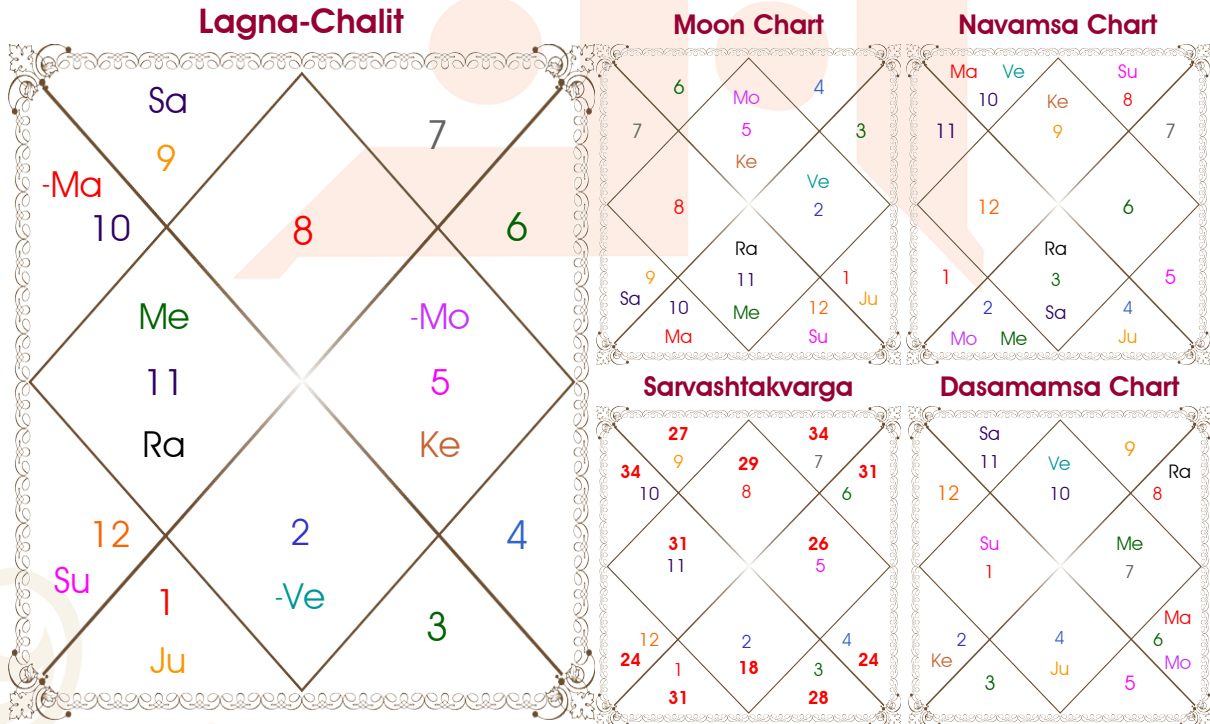 Lagna-Chalit
Sa
9
7
-Ma
10
8
6
Me
-Mo
11
5
Ra
Ke
12
2
4
Su
-Ve
1
3
Ju
Moon Chart
6
4
Mo
7
5
3
Ke
Ve
8
2
Ra
9
11
1
Sa
10
Me
12
Ju
Ma
Su
Navamsa Chart
Ma Ve
Su
10
Ke
8
11
9
7
12
6
Ra
1
3
5
2
Sa
4
Mo Me
Ju
Sarvashtakvarga
27
34
34
9
29
7
31
10
8
6
31
26
11
5
12
2
4
24
1
18
3
24
31
28
Dasamamsa Chart
Sa
9
11
Ve
Ra
12
10
8
Su
Me
1
7
Ma
2
4
6
Ke
3
Ju
5
Mo